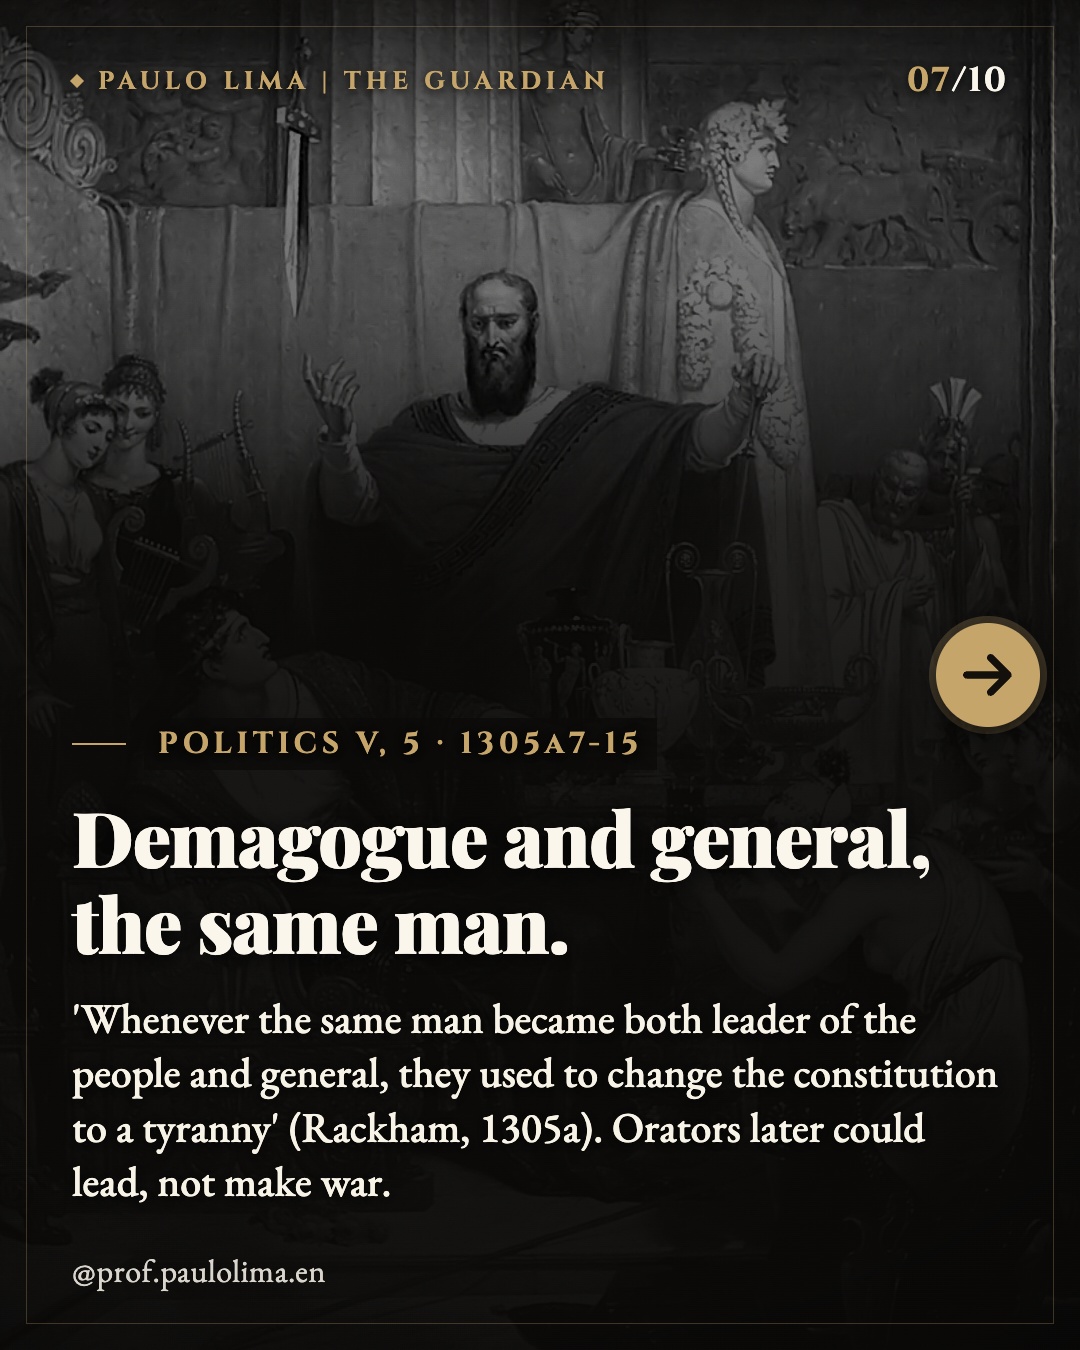 ◆ PAULO LIMA | THE GUARDIAN
07/10
POLITICS V, 5 · 1305A7-15
Demagogue and general,
the same man.
'Whenever the same man became both leader of the
people and general, they used to change the constitution
to a tyranny' (Rackham, 1305a). Orators later could
lead, not make war.
@prof.paulolima.en